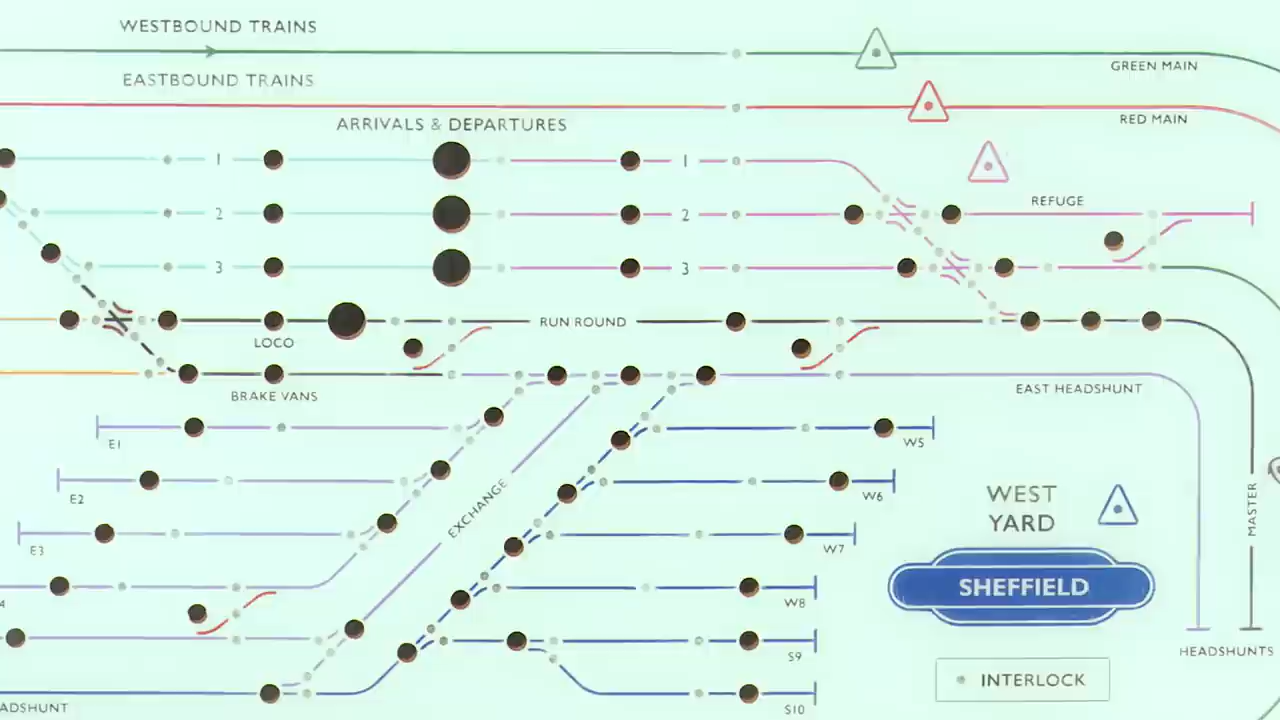 WESTBOUND TRAINS
GREEN MAIN
EASTBOUND TRAINS
RED MAIN
ARRIVALS & DEPARTURES
1
1
2
2
REFUGE
3
3
LOCO
RUN ROUND
BRAKE VANS
EAST HEADSHUNT
E1
W5
E2
W6
EXCHANGE
WEST
YARD
MASTER
E3
W7
SHEFFIELD
4
W8
S9
HEADSHUNTS
INTERLOCK
ADSHUNT
S10